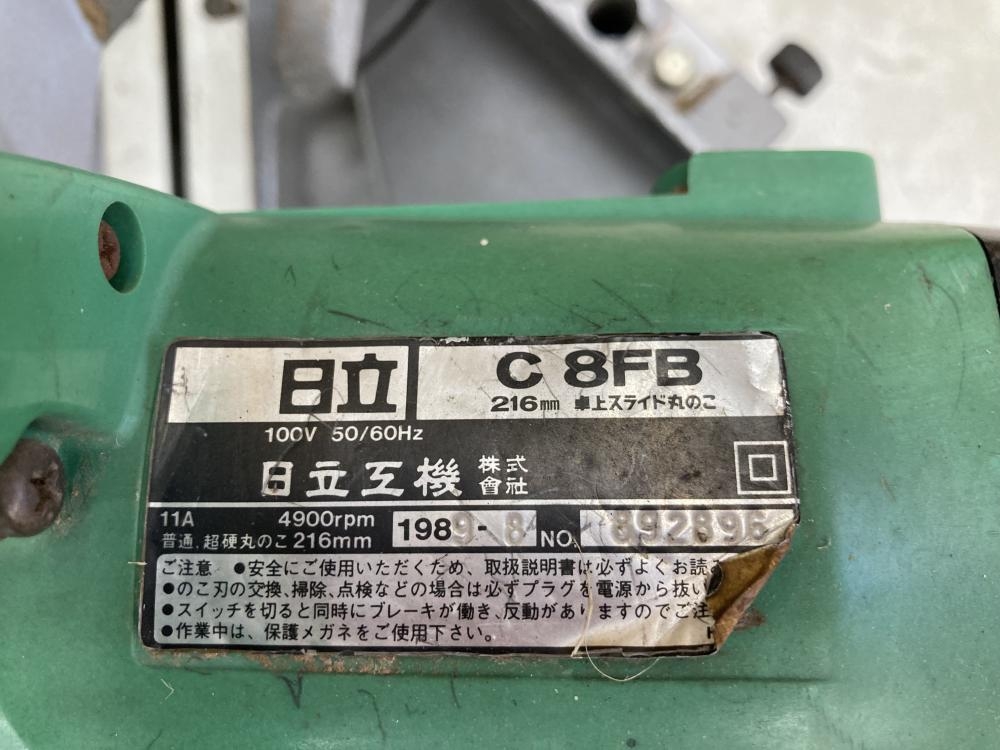 日立
C 8FB
216mm 卓上スライド丸のこ
100V 50/60Hz
日立工機 株式會社
11A 4900rpm
普通、超硬丸のこ 216mm
1989-8 NO. 892896
ご注意 ●安全にご使用いただくため、取扱説明書は必ずよくお読み
●のこ刃の交換、掃除、点検などの場合は必ずプラグを電源から抜い
●スイッチを切ると同時にブレーキが働き、反動がありますのでご注
●作業中は、保護メガネをご使用下さい。